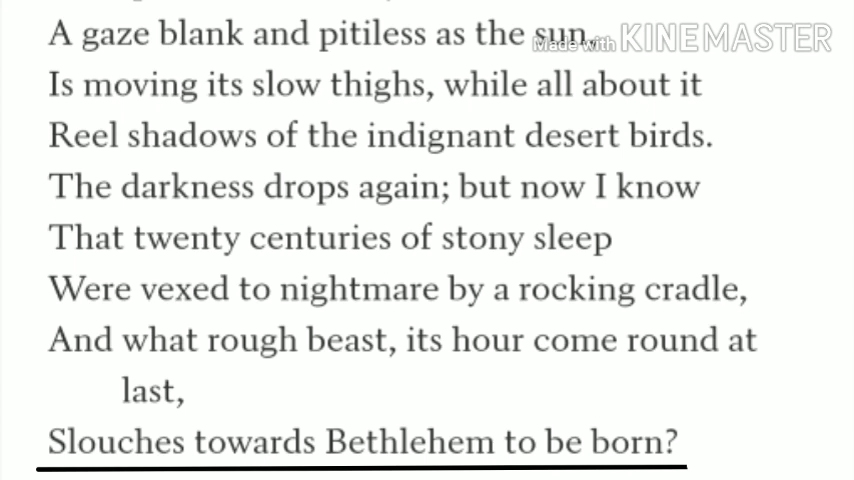 A gaze blank and pitiless as the sun,
Made with KINEMASTER
Is moving its slow thighs, while all about it
Reel shadows of the indignant desert birds.
The darkness drops again; but now I know
That twenty centuries of stony sleep
Were vexed to nightmare by a rocking cradle,
And what rough beast, its hour come round at
last,
Slouches towards Bethlehem to be born?